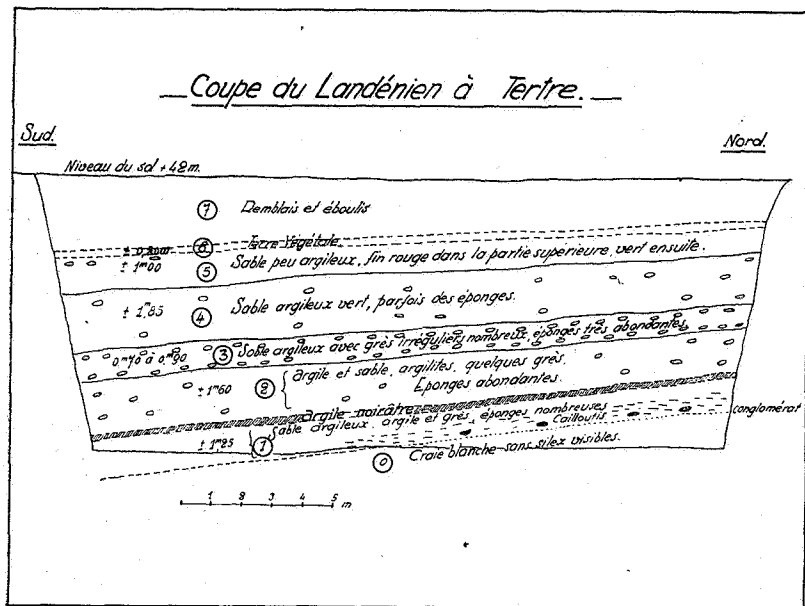 Coupe du Landénien à Tertre.
Sud.
Nord.
Niveau du sol + 42 m.
7 Remblais et éboulis
6 Terre Végétale
± 1m00 5 Sable peu argileux, fin rouge dans la partie supérieure, vert ensuite.
± 1m85 4 Sable argileux vert, parfois des éponges.
0m70 à 0m90 3 Sable argileux avec grès irréguliers nombreux, éponges très abondantes
± 1m60 2 argile et sable, argilites, quelques grès.
Eponges abondantes.
argile noirâtre
± 1m25 1 Sable argileux, argile et grès, éponges nombreuses
Cailloutis
conglomérat
0 Craie blanche sans silex visibles.
1 2 3 4 5
m